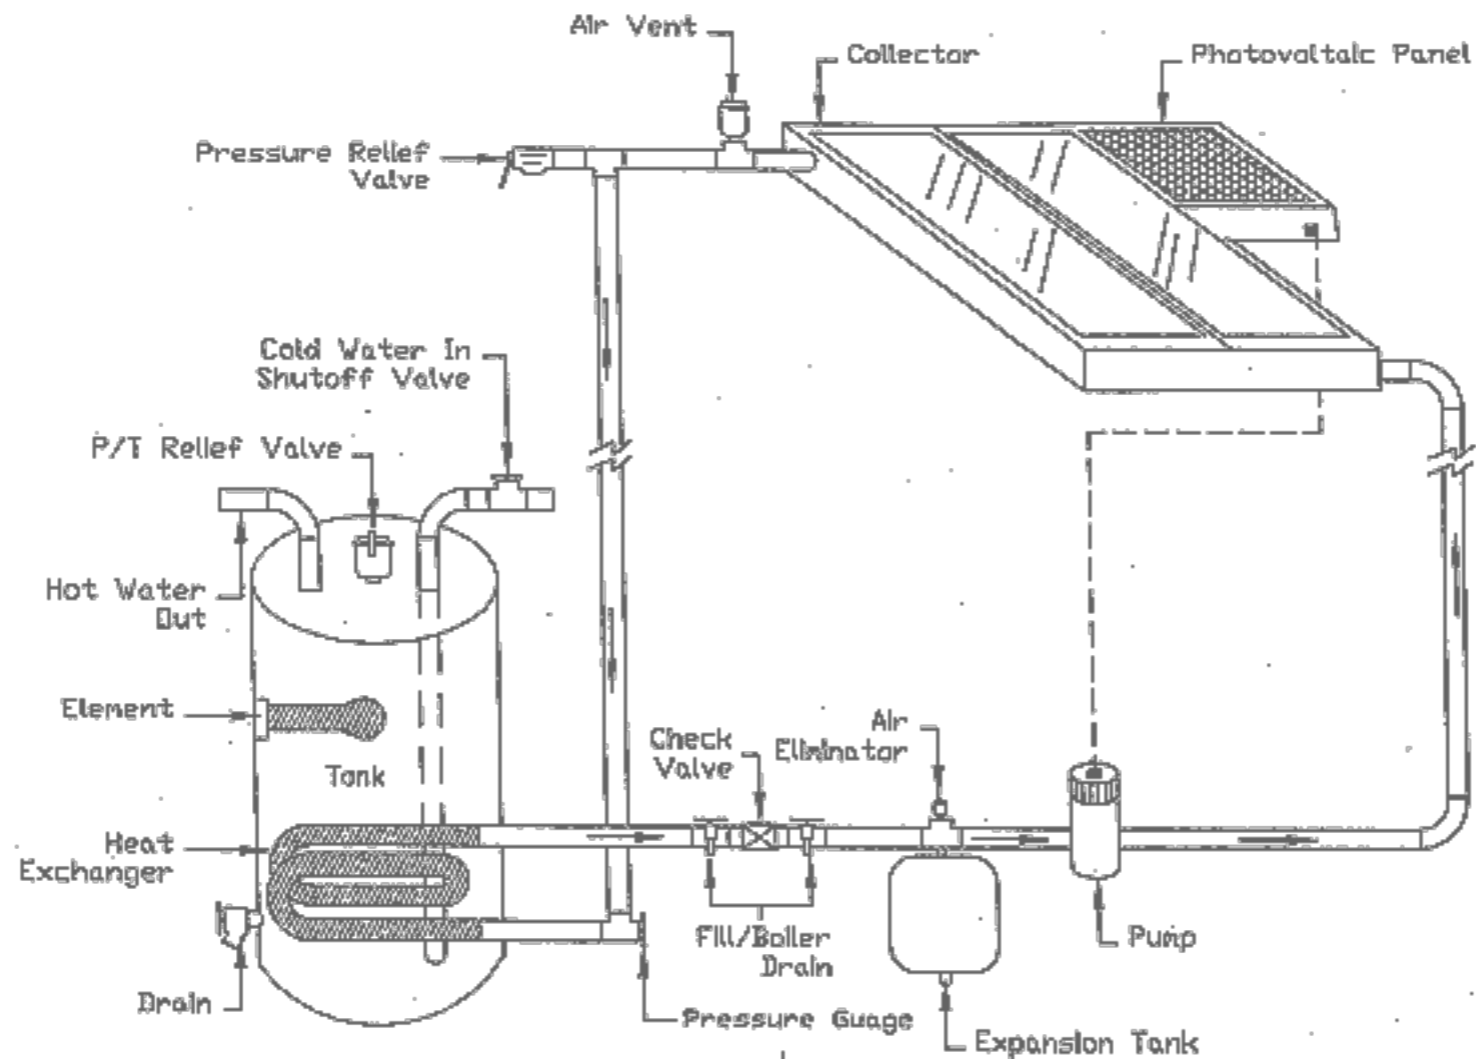 Air Vent
Collector
Photovoltaic Panel
Pressure Relief
Valve
Cold Water In
Shutoff Valve
P/T Relief Valve
Hot Water
Out
Element
Tank
Check
Valve
Air
Eliminator
Heat
Exchanger
Fill/Boiler
Drain
Pump
Drain
Pressure Guage
Expansion Tank